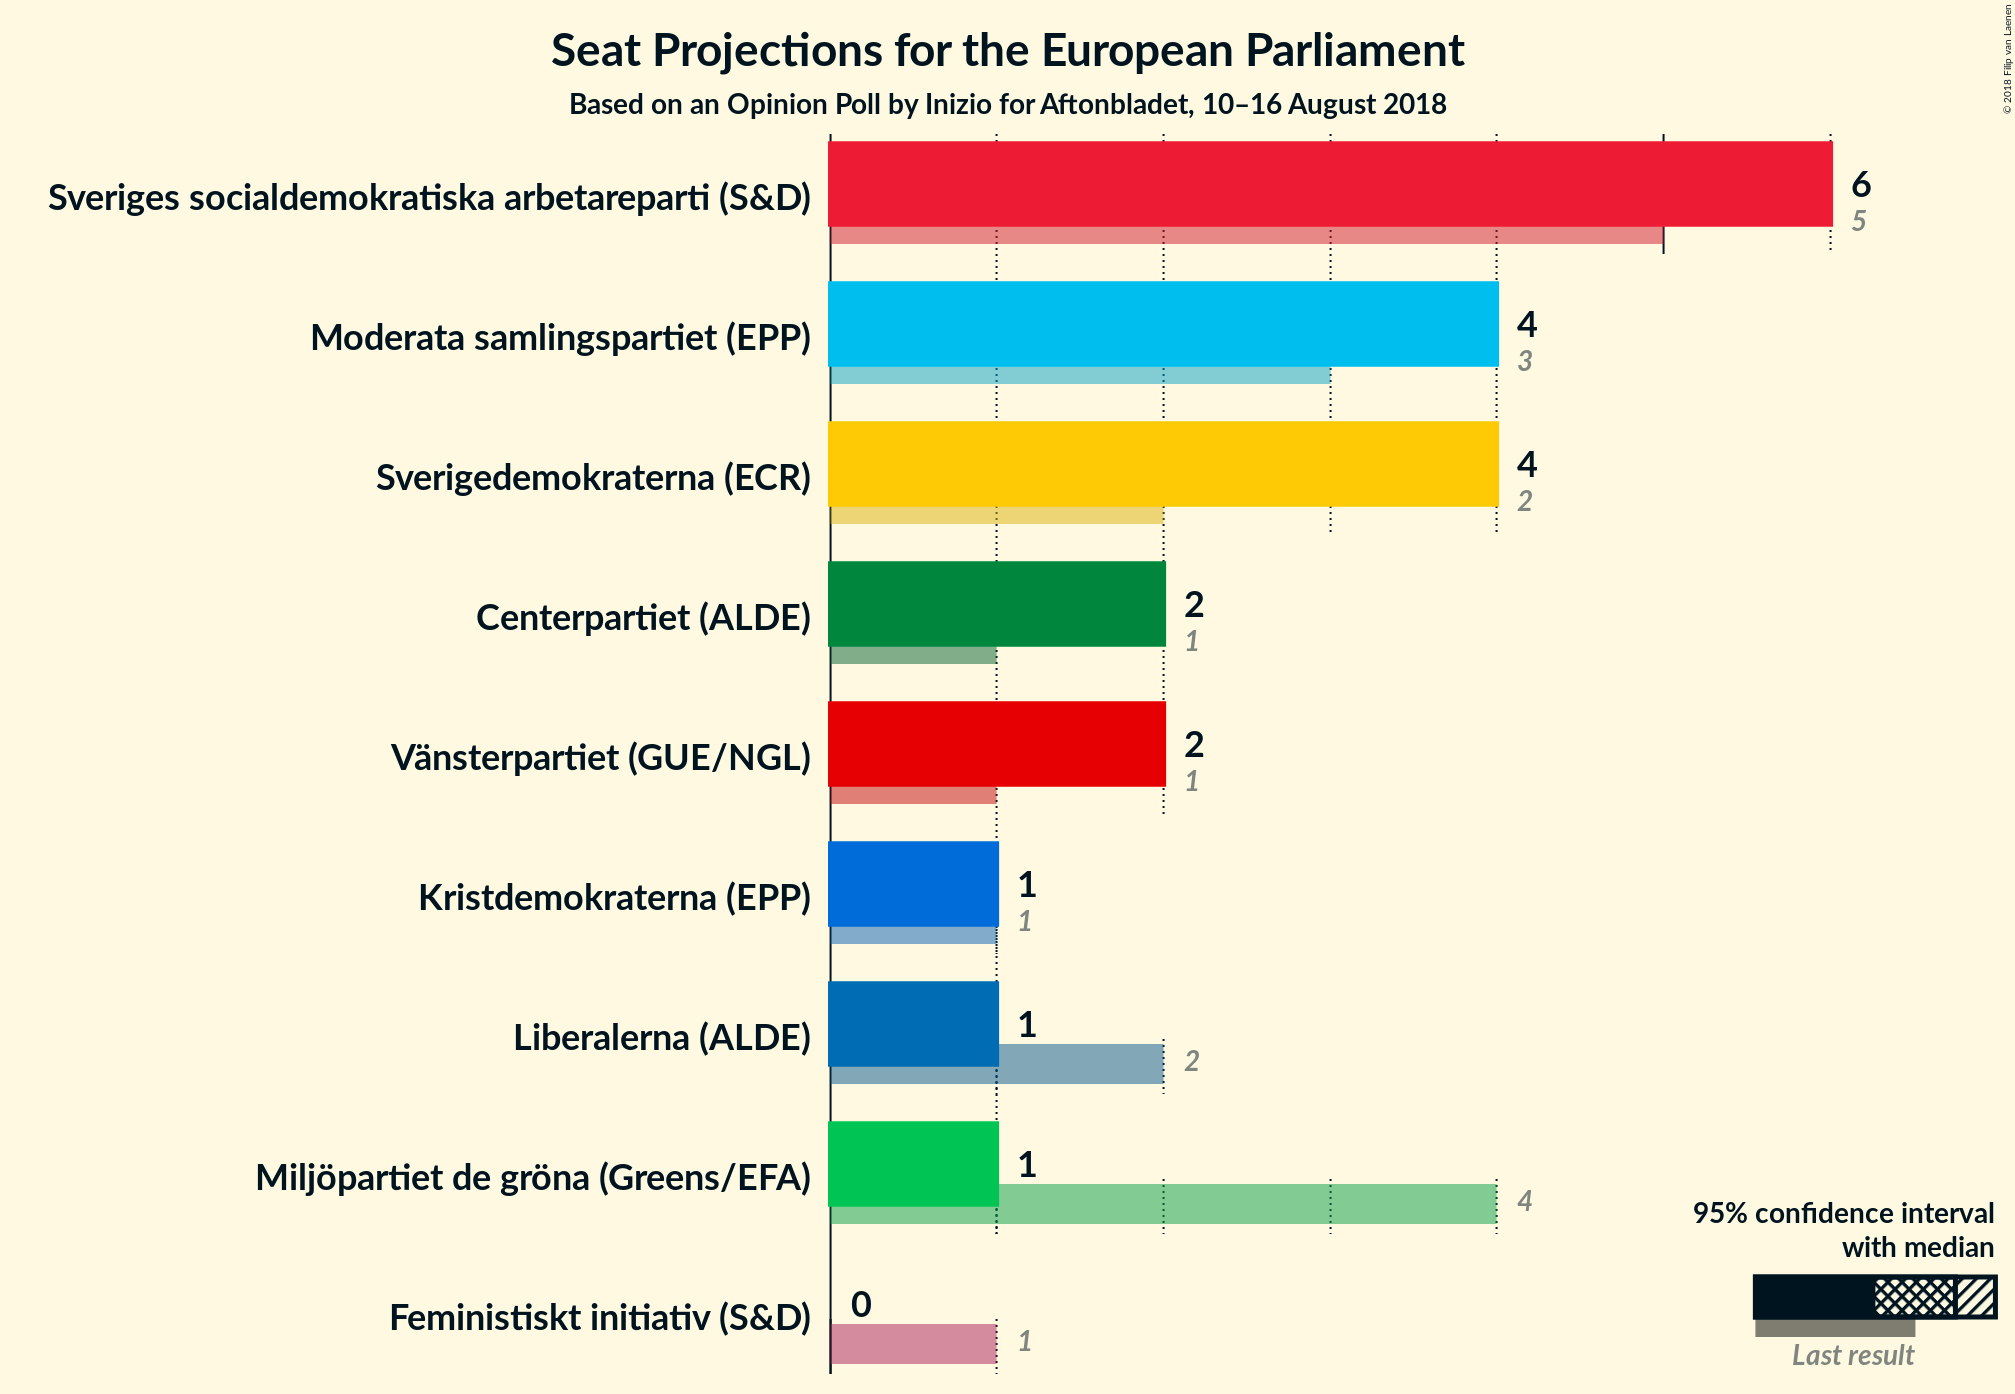 Seat Projections for the European Parliament
Based on an Opinion Poll by Inizio for Aftonbladet, 10–16 August 2018
© 2018 Filip van Laenen
Sveriges socialdemokratiska arbetareparti (S&D)
6
5
Moderata samlingspartiet (EPP)
4
3
Sverigedemokraterna (ECR)
4
2
Centerpartiet (ALDE)
2
1
Vänsterpartiet (GUE/NGL)
2
1
Kristdemokraterna (EPP)
1
1
Liberalerna (ALDE)
1
2
Miljöpartiet de gröna (Greens/EFA)
1
4
Feministiskt initiativ (S&D)
0
1
95% confidence interval
with median
Last result